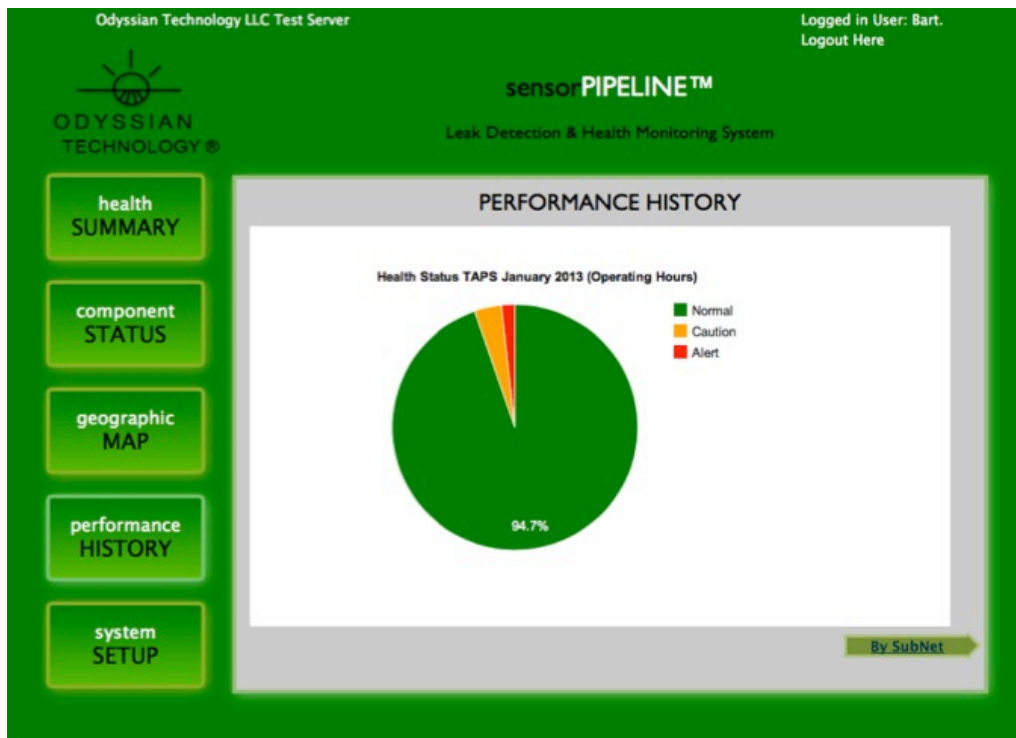 Odyssian Technology LLC Test Server
Logged in User: Bart.
Logout Here
ODYSSIAN
TECHNOLOGY®
sensorPIPELINE™
Leak Detection & Health Monitoring System
health
SUMMARY
component
STATUS
geographic
MAP
performance
HISTORY
system
SETUP
PERFORMANCE HISTORY
Health Status TAPS January 2013 (Operating Hours)
Normal
Caution
Alert
94.7%
By SubNet